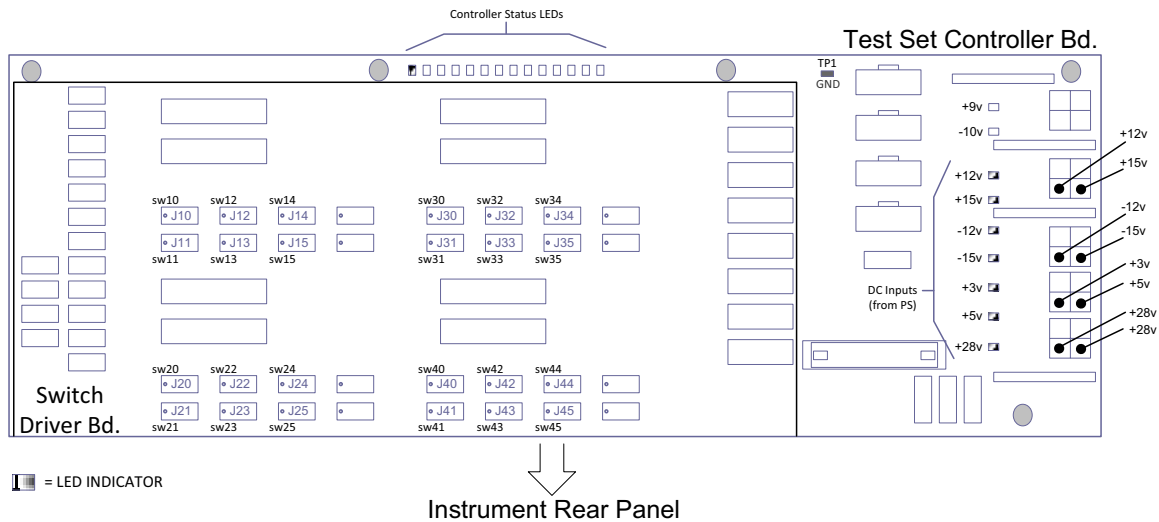 Controller Status LEDs
Test Set Controller Bd.
TP1
GND
+9v
-10v
+12v
+15v
+12v
+15v
-12v
-15v
+3v
+5v
+28v
DC Inputs
(from PS)
-12v
-15v
+3v
+5v
+28v
+28v
sw10 sw12 sw14 sw30 sw32 sw34
J10 J12 J14 J30 J32 J34
J11 J13 J15 J31 J33 J35
sw11 sw13 sw15 sw31 sw33 sw35
sw20 sw22 sw24 sw40 sw42 sw44
J20 J22 J24 J40 J42 J44
J21 J23 J25 J41 J43 J45
sw21 sw23 sw25 sw41 sw43 sw45
Switch
Driver Bd.
= LED INDICATOR
Instrument Rear Panel